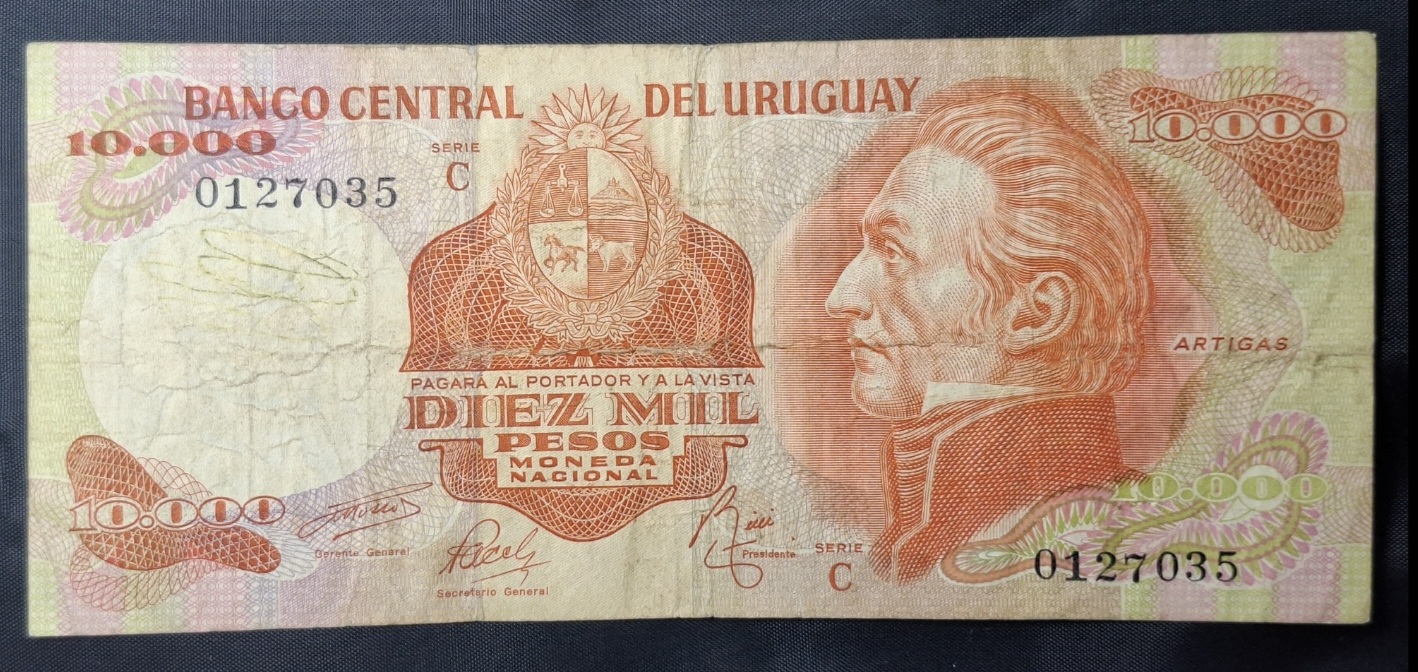 BANCO CENTRAL DEL URUGUAY
10.000
10.000
SERIE
C
0127035
ARTIGAS
PAGARA AL PORTADOR Y A LA VISTA
DIEZ MIL
PESOS
MONEDA
NACIONAL
10.000
10.000
Gerente General
Secretario General
Presidente
SERIE
C
0127035